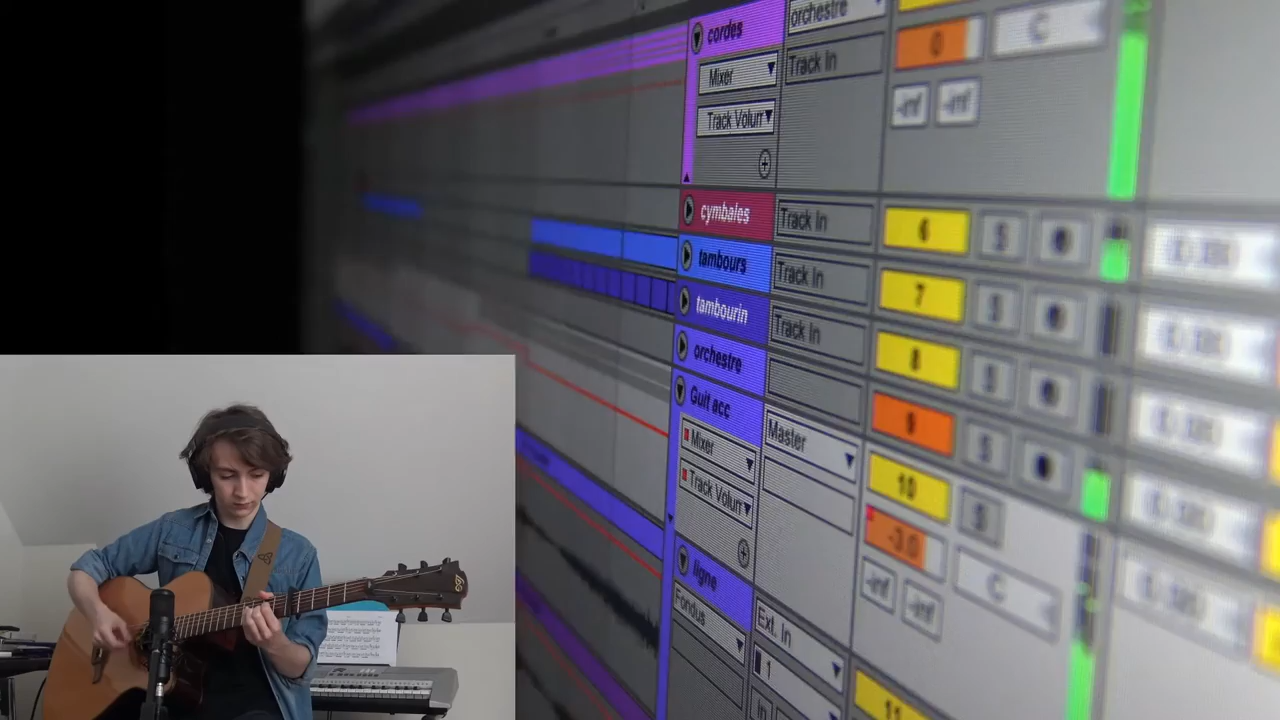 cordes
orchestre
0
C
Mixer
Track In
-inf
-inf
Track Volum
cymbales
Track In
6
S
tambours
Track In
7
S
tambourin
Track In
8
S
orchestre
9
S
Guit acc
Master
10
S
Mixer
-3.0
C
Track Volum
-inf
-inf
ligne
Fondus
Ext. In
1
In
11